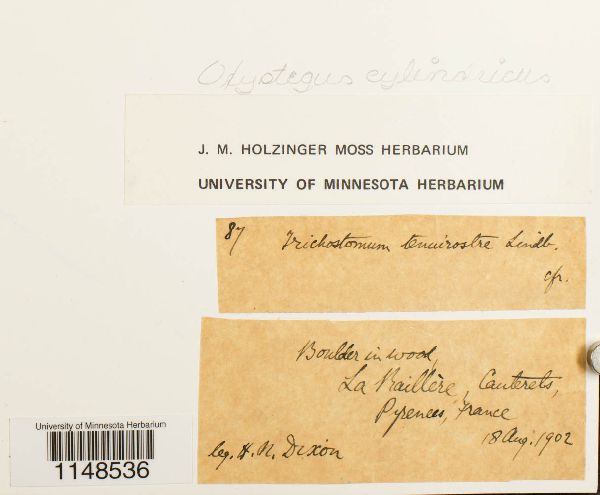 Oxystegus cylindricus
J. M. HOLZINGER MOSS HERBARIUM
UNIVERSITY OF MINNESOTA HERBARIUM
87 Trichostomum tenuirostre Lindb.
cfr.
Boulder in wood,
La Raillère, Cauterets,
Pyrenees, France
18 Aug. 1902
leg. H. N. Dixon
University of Minnesota Herbarium
1148536